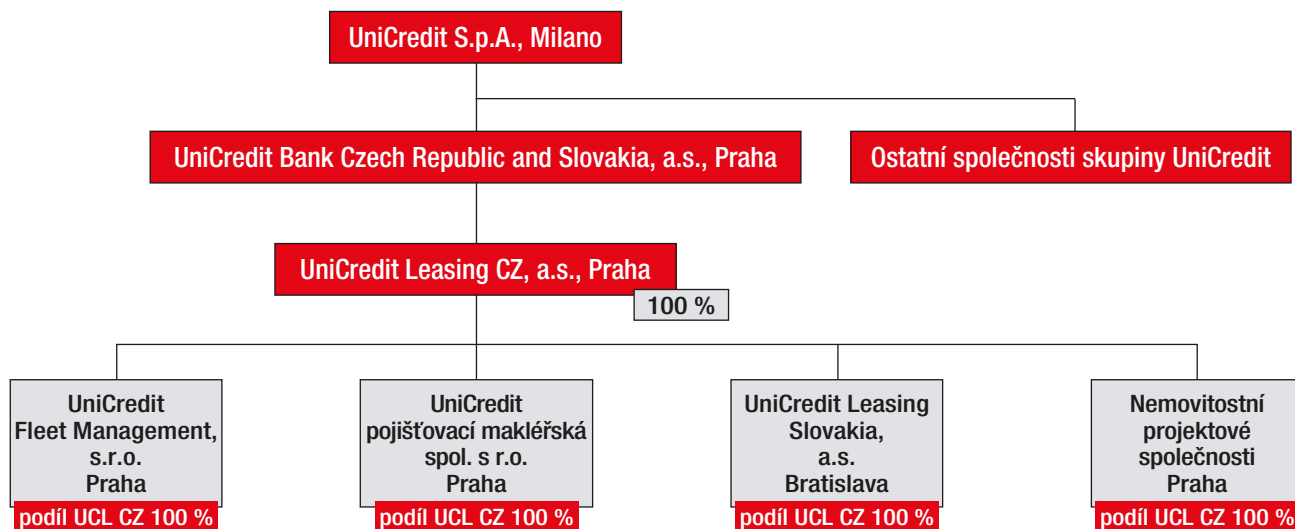 UniCredit S.p.A., Milano
UniCredit Bank Czech Republic and Slovakia, a.s., Praha
Ostatní společnosti skupiny UniCredit
UniCredit Leasing CZ, a.s., Praha
100 %
UniCredit
Fleet Management,
s.r.o.
Praha
podíl UCL CZ 100 %
UniCredit
pojišťovací makléřská
spol. s r.o.
Praha
podíl UCL CZ 100 %
UniCredit Leasing
Slovakia,
a.s.
Bratislava
podíl UCL CZ 100 %
Nemovitostní
projektové
společnosti
Praha
podíl UCL CZ 100 %